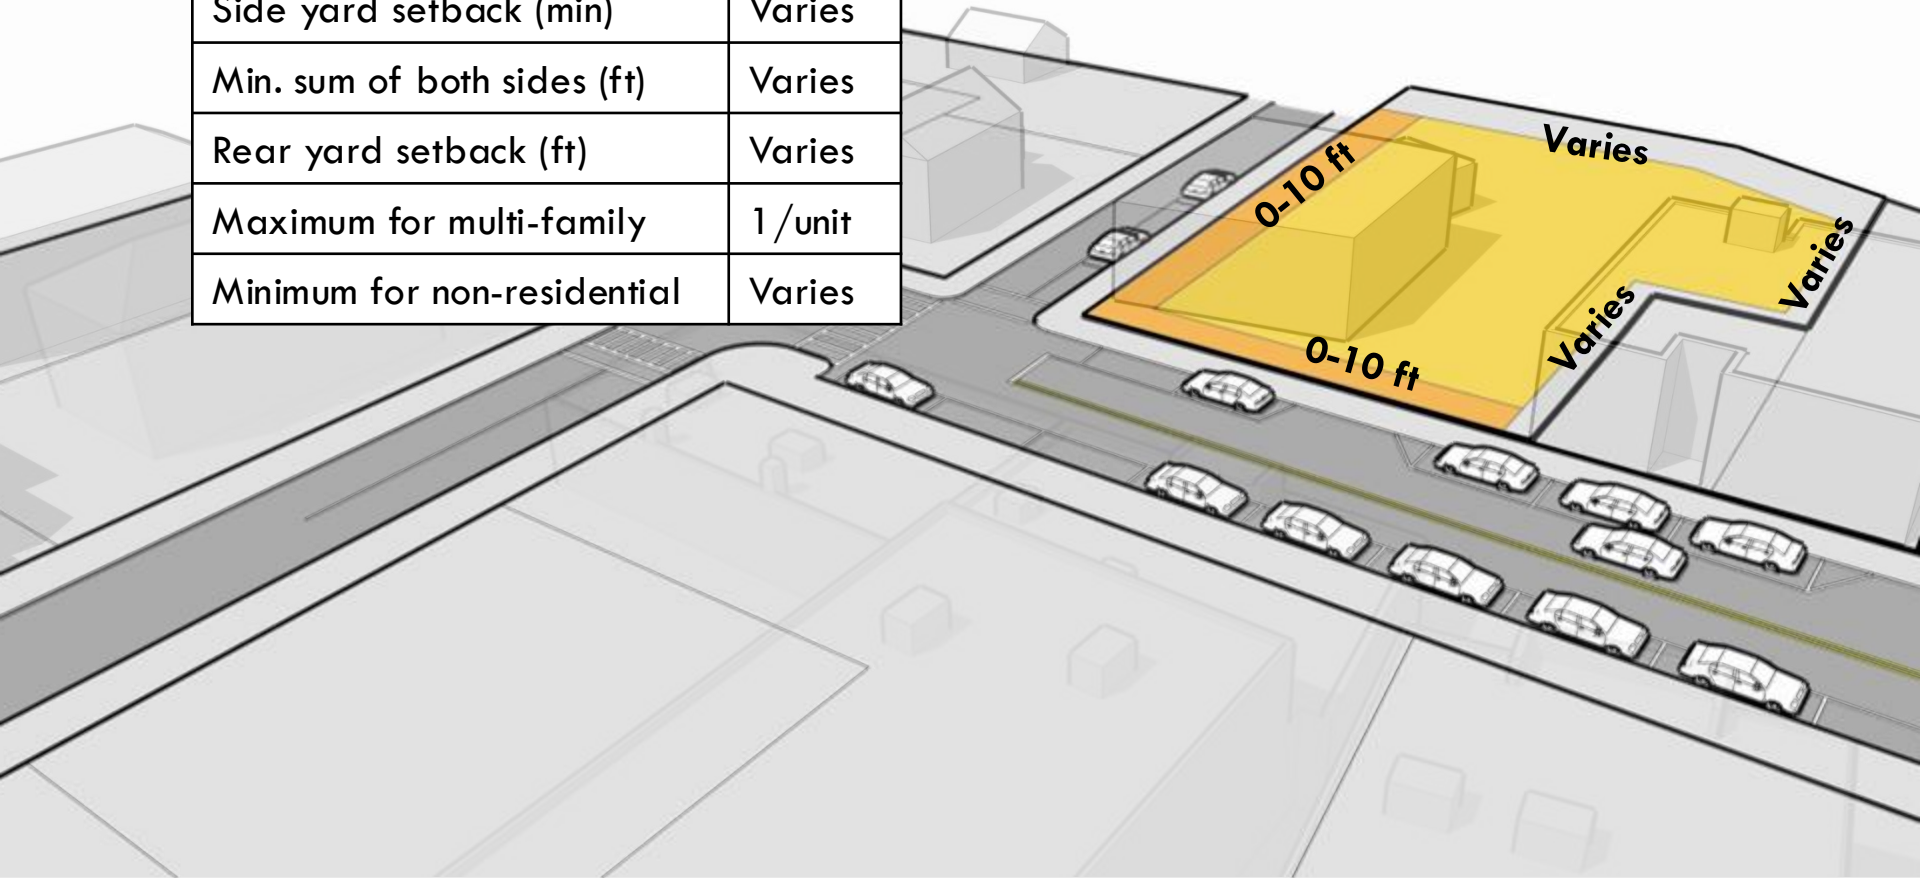 Side yard setback (min) Varies
Min. sum of both sides (ft) Varies
Rear yard setback (ft) Varies
Maximum for multi-family 1/unit
Minimum for non-residential Varies
Varies
0-10 ft
Varies
Varies
0-10 ft